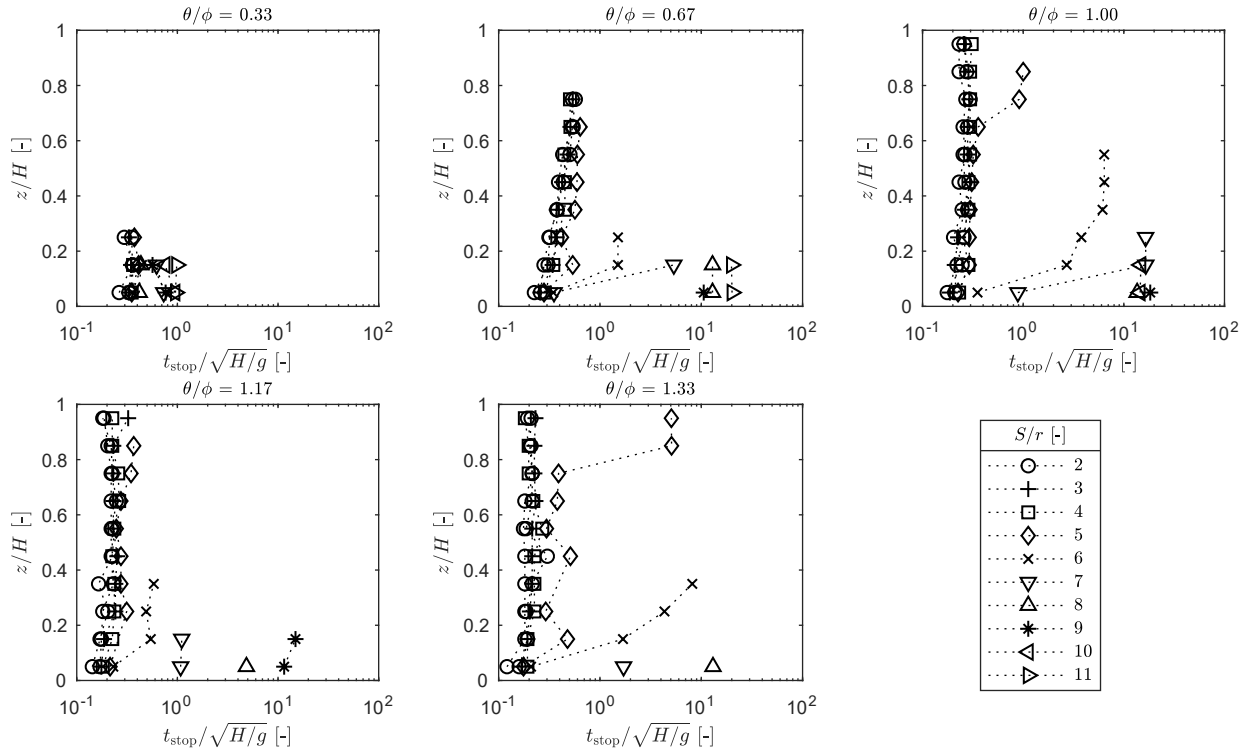 θ/ϕ = 0.33
1
0.8
0.6
0.4
0.2
0
z/H [-]
10^-1 10^0 10^1 10^2
t_stop/√(H/g) [-]
θ/ϕ = 0.67
1
0.8
0.6
0.4
0.2
0
z/H [-]
10^-1 10^0 10^1 10^2
t_stop/√(H/g) [-]
θ/ϕ = 1.00
1
0.8
0.6
0.4
0.2
0
z/H [-]
10^-1 10^0 10^1 10^2
t_stop/√(H/g) [-]
θ/ϕ = 1.17
1
0.8
0.6
0.4
0.2
0
z/H [-]
10^-1 10^0 10^1 10^2
t_stop/√(H/g) [-]
θ/ϕ = 1.33
1
0.8
0.6
0.4
0.2
0
z/H [-]
10^-1 10^0 10^1 10^2
t_stop/√(H/g) [-]
S/r [-]
2
3
4
5
6
7
8
9
10
11